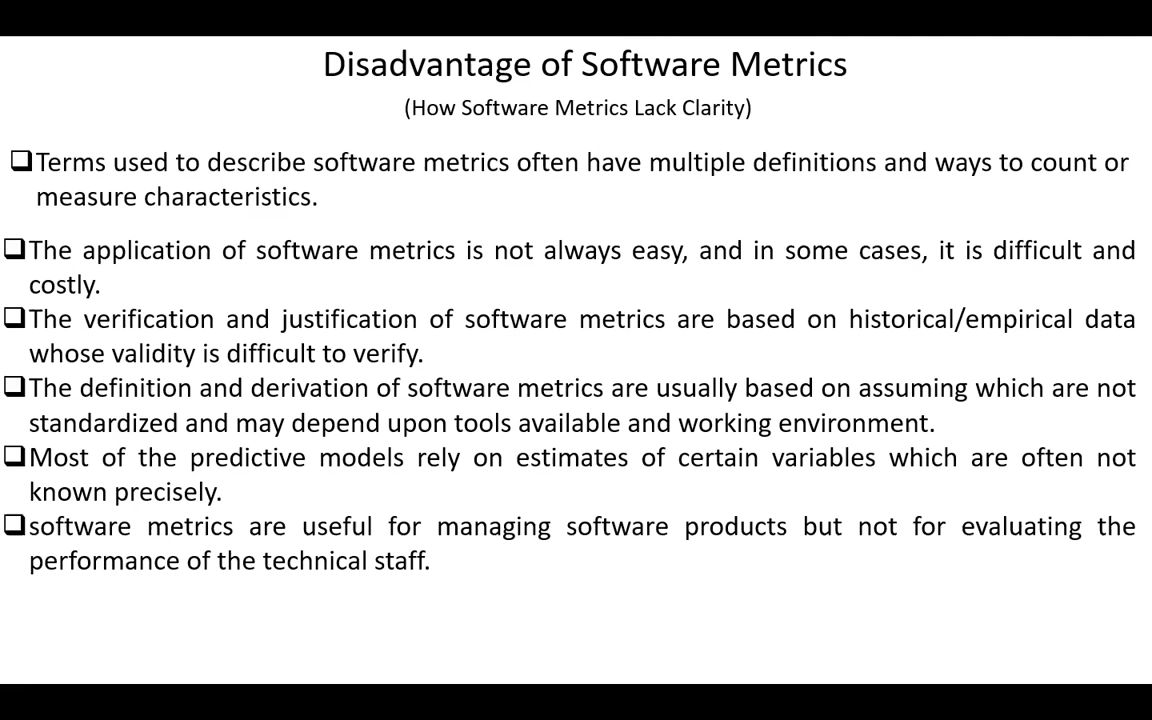 Disadvantage of Software Metrics
(How Software Metrics Lack Clarity)
❑Terms used to describe software metrics often have multiple definitions and ways to count or
measure characteristics.
❑The application of software metrics is not always easy, and in some cases, it is difficult and
costly.
❑The verification and justification of software metrics are based on historical/empirical data
whose validity is difficult to verify.
❑The definition and derivation of software metrics are usually based on assuming which are not
standardized and may depend upon tools available and working environment.
❑Most of the predictive models rely on estimates of certain variables which are often not
known precisely.
❑software metrics are useful for managing software products but not for evaluating the
performance of the technical staff.